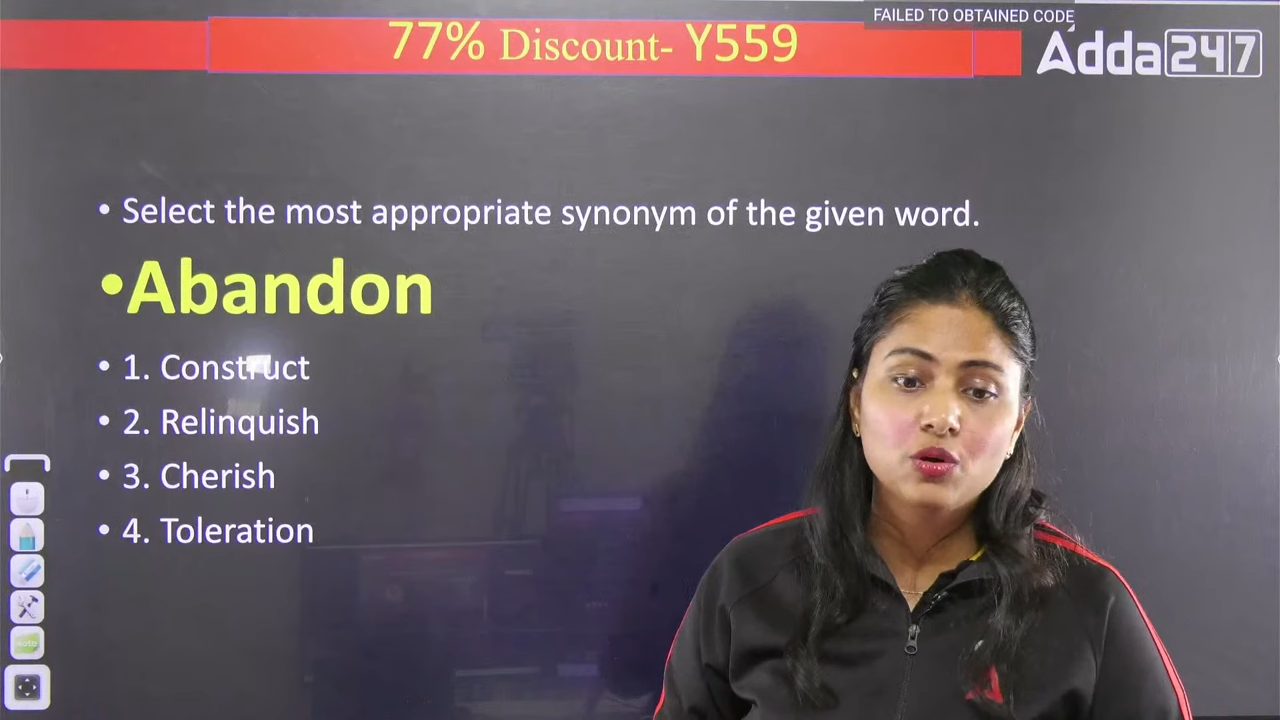 FAILED TO OBTAINED CODE
77% Discount- Y559
Adda247
• Select the most appropriate synonym of the given word.
•Abandon
• 1. Construct
• 2. Relinquish
• 3. Cherish
• 4. Toleration